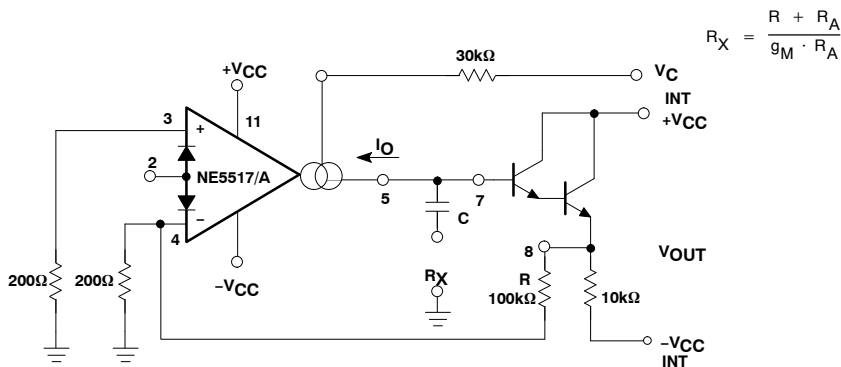 R + R_A
R_X = g_M · R_A
30kΩ
V_C
+V_CC
INT
+V_CC
3
+
11
I_O
2
NE5517/A
5
7
C
–
4
–V_CC
200Ω
200Ω
R_X
8
R
100kΩ
10kΩ
V_OUT
–V_CC
INT